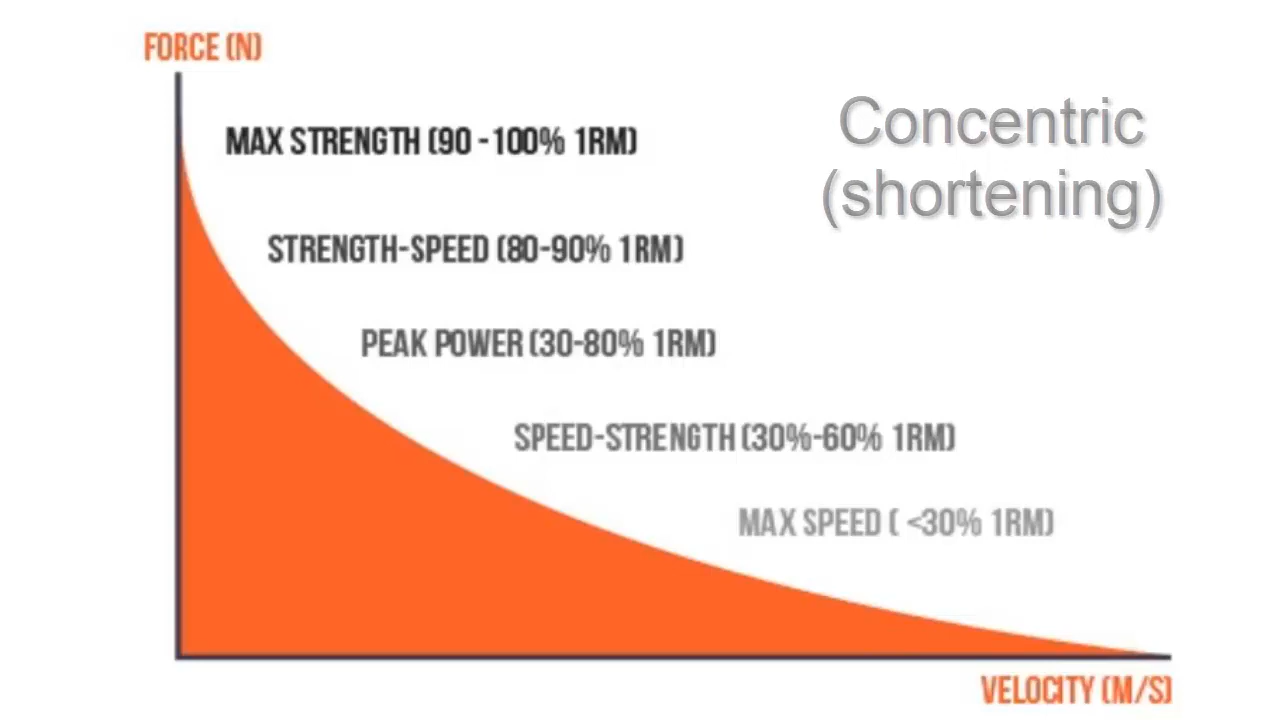 FORCE (N)
Concentric
(shortening)
MAX STRENGTH (90 -100% 1RM)
STRENGTH-SPEED (80-90% 1RM)
PEAK POWER (30-80% 1RM)
SPEED-STRENGTH (30%-60% 1RM)
MAX SPEED ( <30% 1RM)
VELOCITY (M/S)